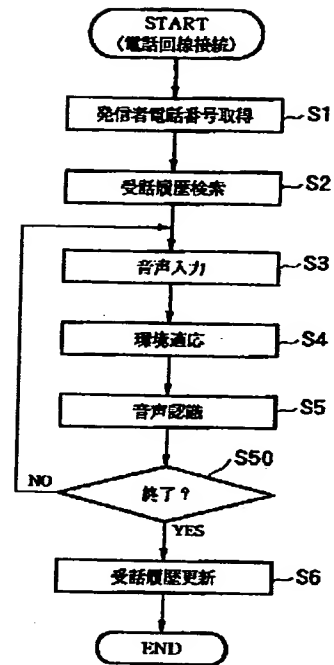 START
(電話回線接続)
発信者電話番号取得
S1
受話履歴検索
S2
音声入力
S3
環境適応
S4
音声認識
S5
S50
終了？
NO
YES
受話履歴更新
S6
END